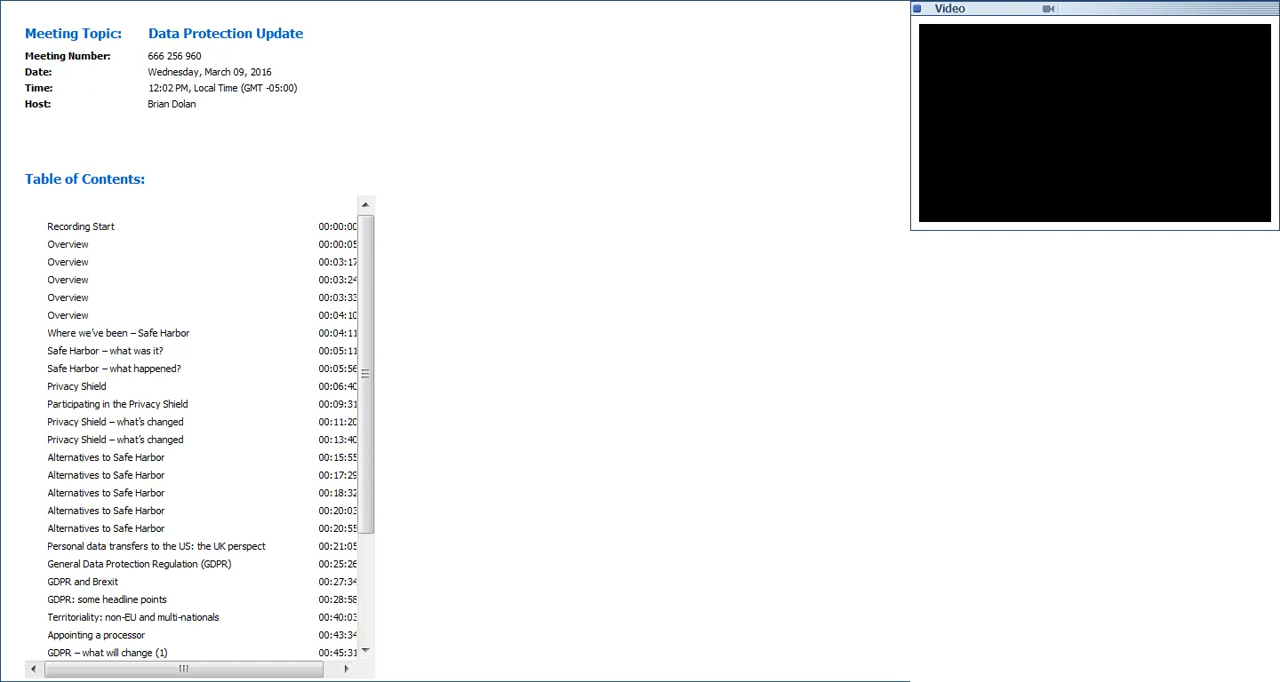 Meeting Topic: Data Protection Update
Meeting Number: 666 256 960
Date: Wednesday, March 09, 2016
Time: 12:02 PM, Local Time (GMT -05:00)
Host: Brian Dolan
Video
Table of Contents:
Recording Start 00:00:00
Overview 00:00:05
Overview 00:03:17
Overview 00:03:24
Overview 00:03:33
Overview 00:04:10
Where we've been – Safe Harbor 00:04:11
Safe Harbor – what was it? 00:05:11
Safe Harbor – what happened? 00:05:56
Privacy Shield 00:06:40
Participating in the Privacy Shield 00:09:31
Privacy Shield – what's changed 00:11:20
Privacy Shield – what's changed 00:13:40
Alternatives to Safe Harbor 00:15:55
Alternatives to Safe Harbor 00:17:29
Alternatives to Safe Harbor 00:18:32
Alternatives to Safe Harbor 00:20:03
Alternatives to Safe Harbor 00:20:55
Personal data transfers to the US: the UK perspect 00:21:05
General Data Protection Regulation (GDPR) 00:25:26
GDPR and Brexit 00:27:34
GDPR: some headline points 00:28:58
Territoriality: non-EU and multi-nationals 00:40:03
Appointing a processor 00:43:34
GDPR – what will change (1) 00:45:31